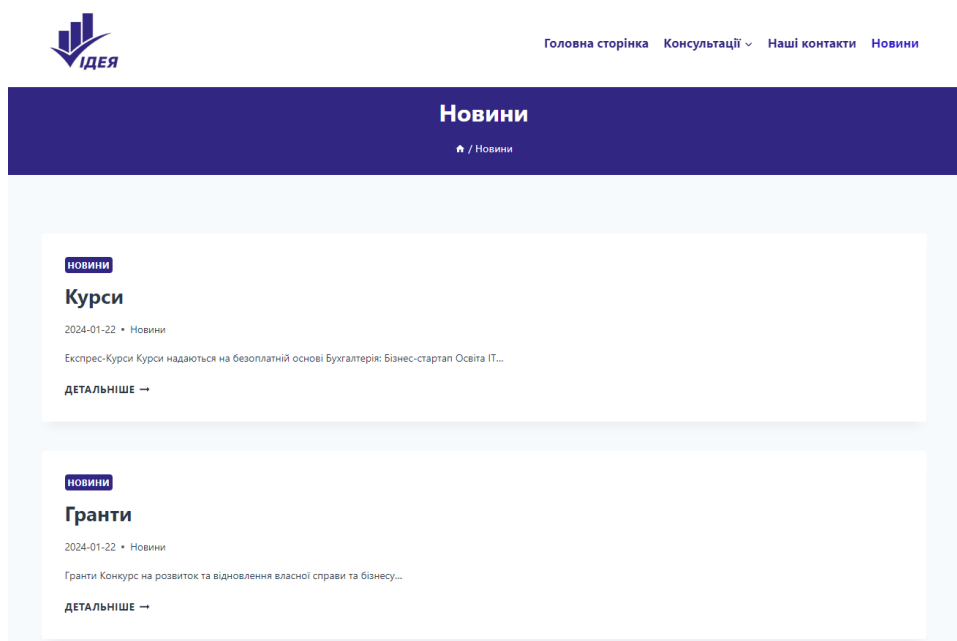 ІДЕЯ
Головна сторінка Консультації Наші контакти Новини
Новини
/ Новини
НОВИНИ
Курси
2024-01-22 • Новини
Експрес-Курси Курси надаються на безоплатній основі Бухгалтерія: Бізнес-стартап Освіта ІТ...
ДЕТАЛЬНІШЕ →
НОВИНИ
Гранти
2024-01-22 • Новини
Гранти Конкурс на розвиток та відновлення власної справи та бізнесу...
ДЕТАЛЬНІШЕ →